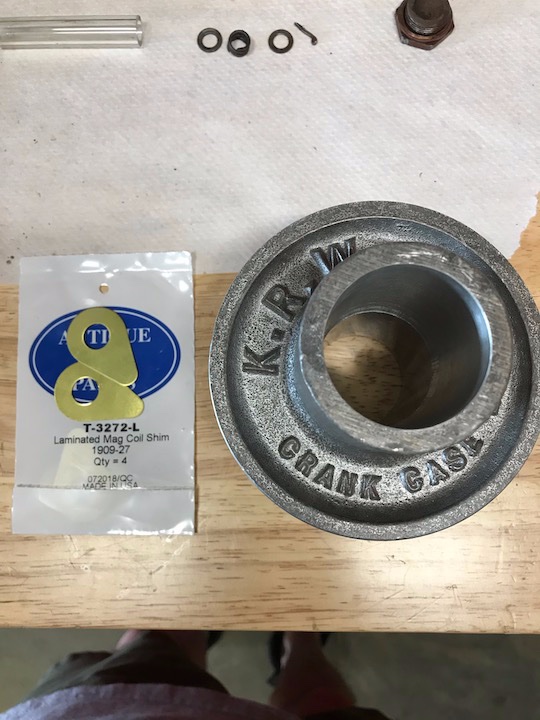 T-3272-L
Laminated Mag Coil Shim
1909-27
Qty = 4
072018/QC
MADE IN USA
K.R.W
CRANK CASE